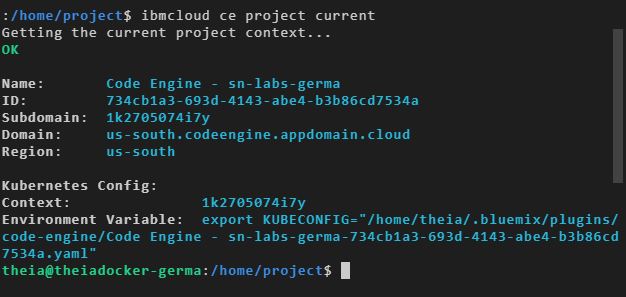 :/home/project$ ibmcloud ce project current
Getting the current project context...
OK
Name:       Code Engine - sn-labs-germa
ID:         734cb1a3-693d-4143-abe4-b3b86cd7534a
Subdomain:  1k2705074i7y
Domain:     us-south.codeengine.appdomain.cloud
Region:     us-south
Kubernetes Config:
Context:               1k2705074i7y
Environment Variable:  export KUBECONFIG="/home/theia/.bluemix/plugins/
code-engine/Code Engine - sn-labs-germa-734cb1a3-693d-4143-abe4-b3b86cd
7534a.yaml"
theia@theiadocker-germa:/home/project$